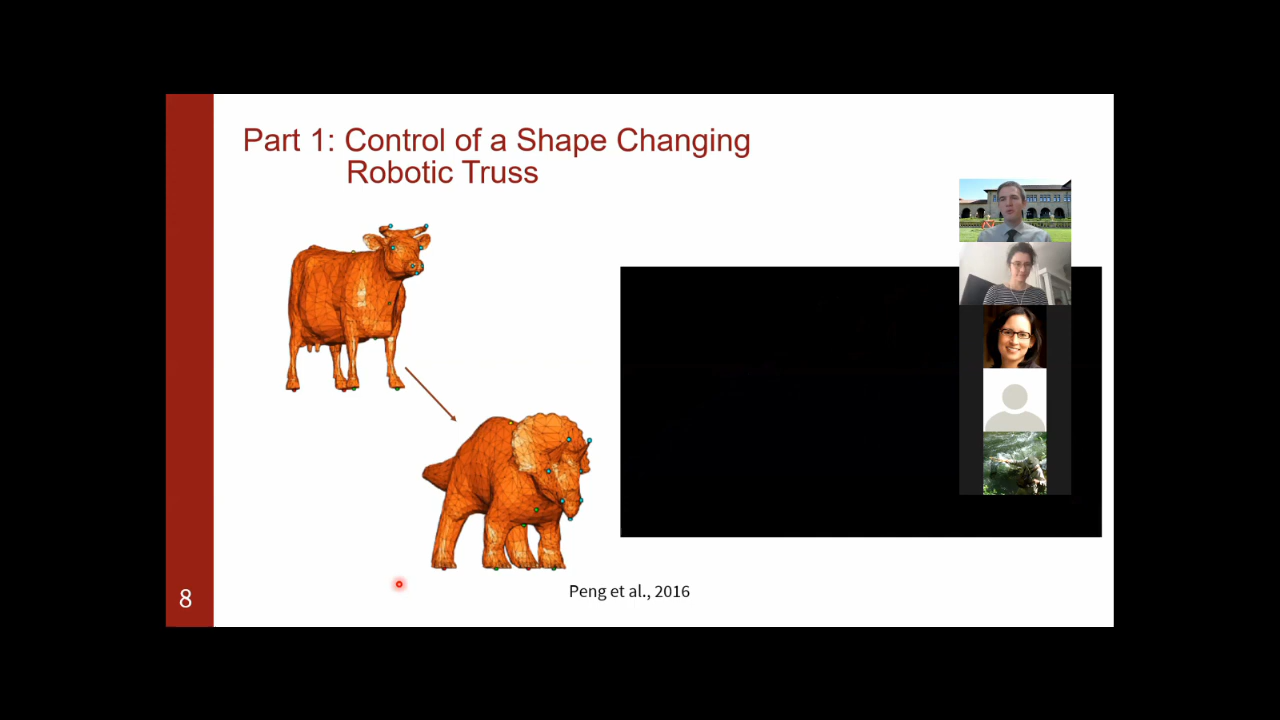 Part 1: Control of a Shape Changing
Robotic Truss
Peng et al., 2016
8